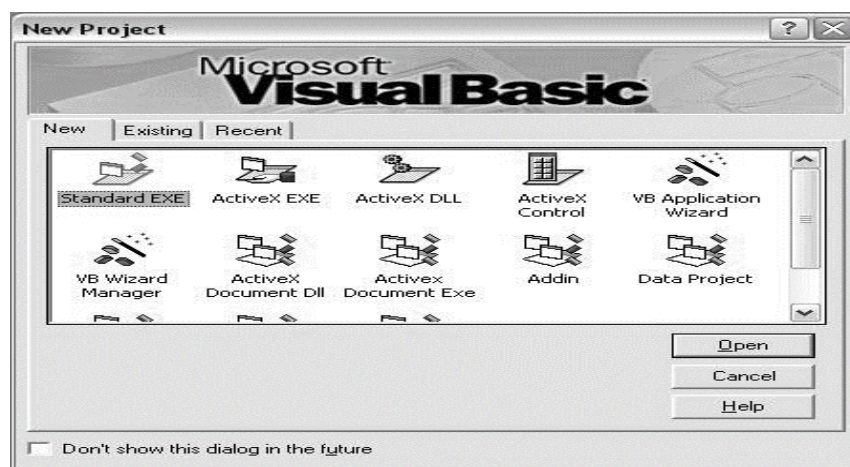 New Project
Microsoft
Visual Basic
New Existing Recent
Standard EXE ActiveX EXE ActiveX DLL ActiveX Control VB Application Wizard
VB Wizard Manager ActiveX Document Dll Activex Document Exe Addin Data Project
Open
Cancel
Help
Don't show this dialog in the future